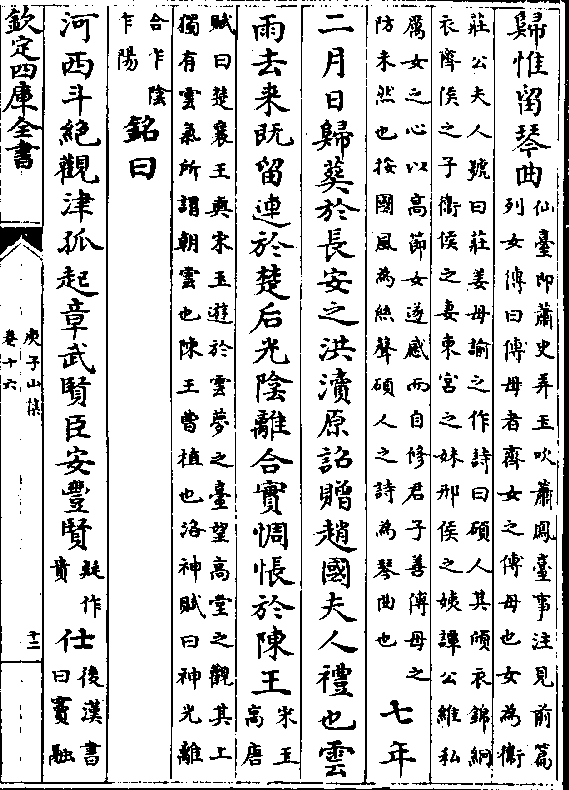 歸惟留琴曲仙臺即蕭史弄玉吹蕭鳳臺事注見前篇
列女傳曰傅母者齊女之傅母也女為衞
莊公夫人號曰莊姜母諭之作詩曰碩人其頎衣錦絅
衣齊侯之子衞侯之妻東宫之妹邢侯之姨譚公維私
厲女之心以高節女遂感而自修君子善傅母之
防未然也按國風為絲聲碩人之詩為琴曲也
七年
二月日歸葬於長安之洪瀆原詔贈趙國夫人禮也雲
雨去来既留連於楚后光陰離合實惆悵於陳王宋玉
高唐
賦曰楚襄王與宋玉遊於雲夢之臺望高堂之觀其上
獨有雲氣所謂朝雲也陳王曹植也洛神賦曰神光離
合乍陰
乍陽
銘曰
河西斗絶觀津孤起章武賢臣安豐賢疑作
貴
仕後漢書
曰竇融
欽定四庫全書
庾子山集
卷十六
十二